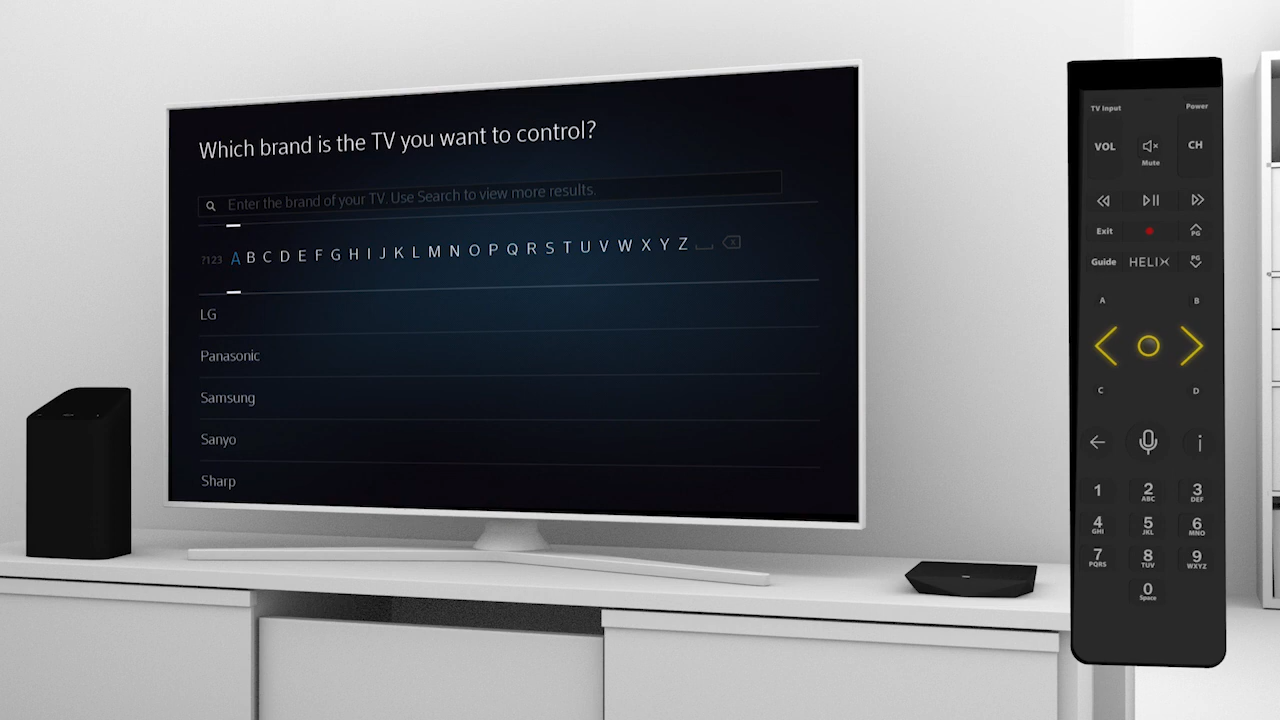 Which brand is the TV you want to control?
Enter the brand of your TV. Use Search to view more results.
?123 A B C D E F G H I J K L M N O P Q R S T U V W X Y Z
LG
Panasonic
Samsung
Sanyo
Sharp
TV Input Power
VOL CH
Mute
Exit PG
Guide HELIX PG
A B
C D
i
1 2 ABC 3 DEF
4 GHI 5 JKL 6 MNO
7 PQRS 8 TUV 9 WXYZ
0
Space